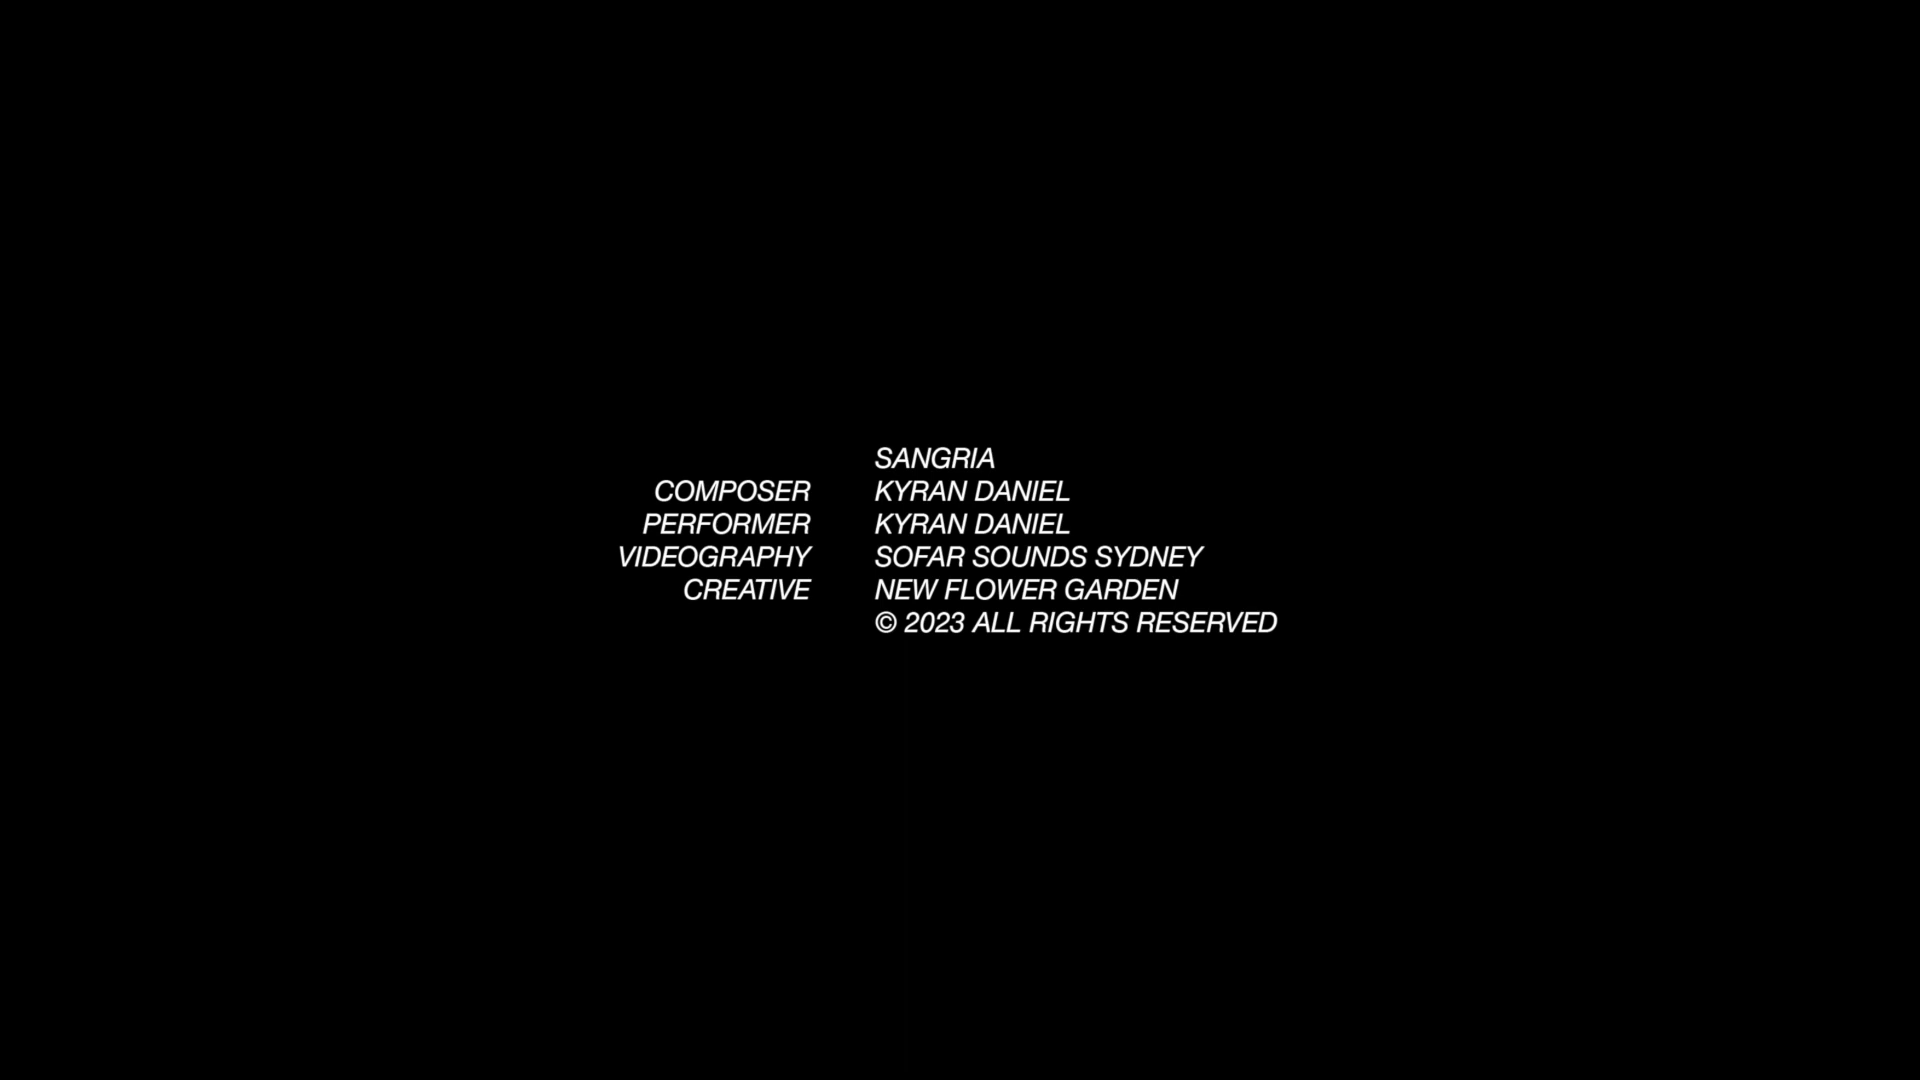 SANGRIA
COMPOSER KYRAN DANIEL
PERFORMER KYRAN DANIEL
VIDEOGRAPHY SOFAR SOUNDS SYDNEY
CREATIVE NEW FLOWER GARDEN
© 2023 ALL RIGHTS RESERVED